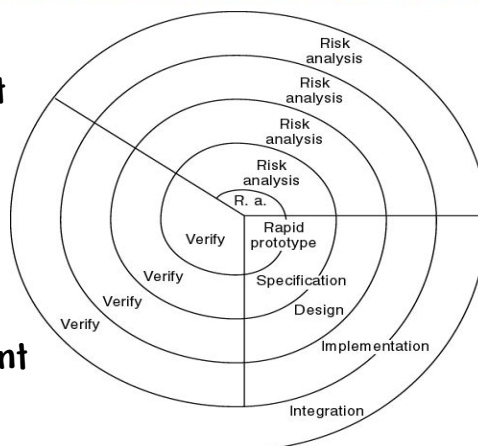 Risk
analysis
Risk
analysis
Risk
analysis
Risk
analysis
R. a.
Rapid
prototype
Verify
Specification
Verify
Design
Verify
Verify
Implementation
Integration